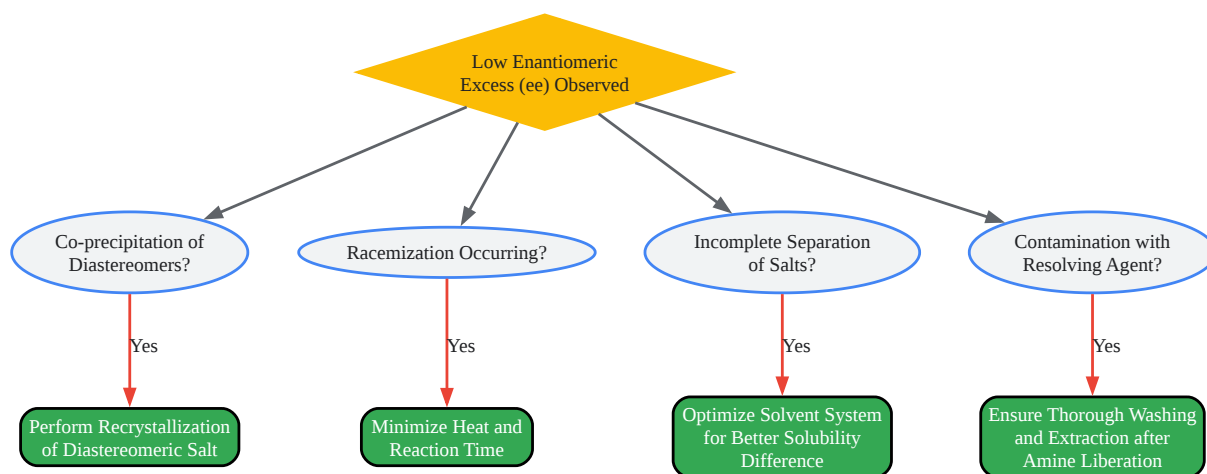 Low Enantiomeric
Excess (ee) Observed
Co-precipitation of
Diastereomers?
Racemization Occurring?
Incomplete Separation
of Salts?
Contamination with
Resolving Agent?
Yes
Yes
Yes
Yes
Perform Recrystallization
of Diastereomeric Salt
Minimize Heat and
Reaction Time
Optimize Solvent System
for Better Solubility
Difference
Ensure Thorough Washing
and Extraction after
Amine Liberation